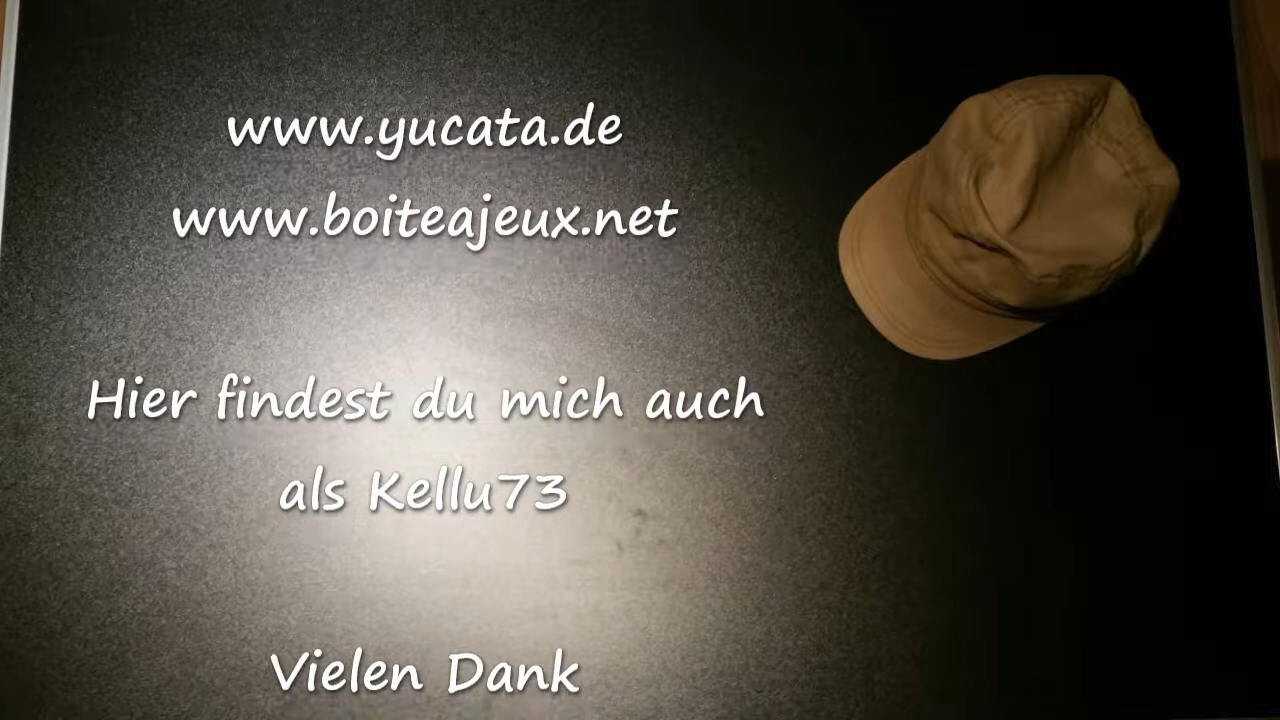 www.yucata.de
www.boiteajeux.net
Hier findest du mich auch
als Kellu73
Vielen Dank